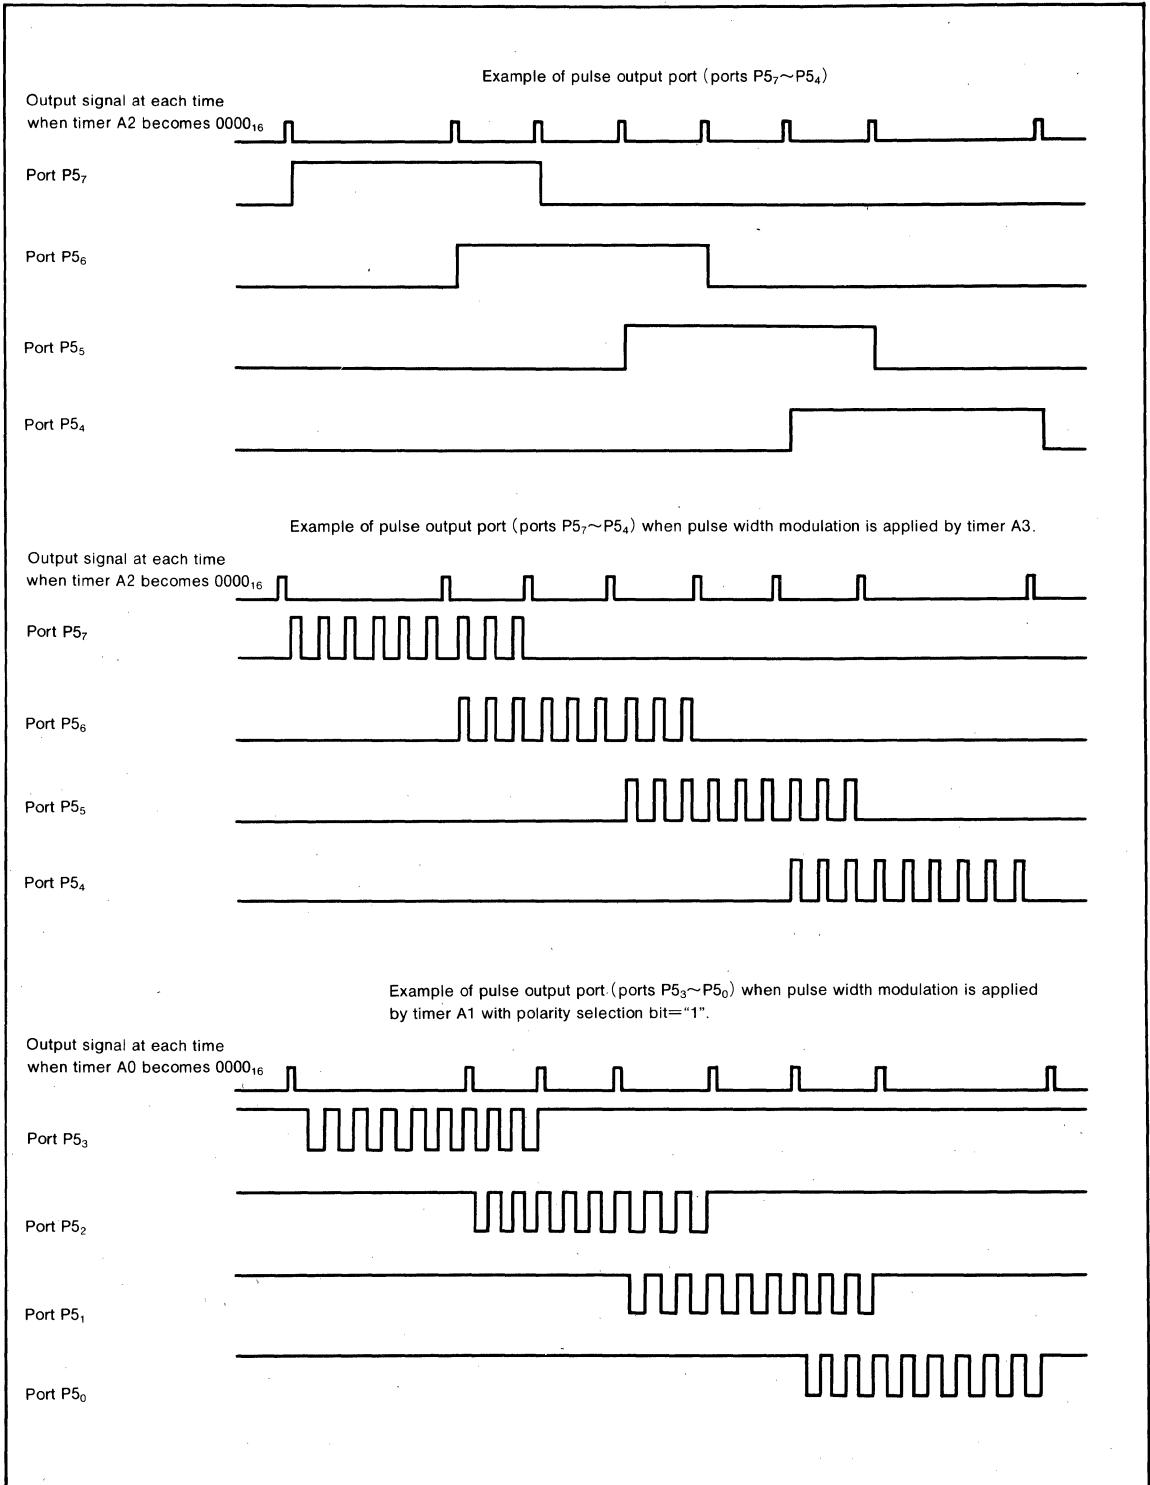 Example of pulse output port (ports P5₇~P5₄)
Output signal at each time
when timer A2 becomes 0000₁₆
Port P5₇
Port P5₆
Port P5₅
Port P5₄
Example of pulse output port (ports P5₇~P5₄) when pulse width modulation is applied by timer A3.
Output signal at each time
when timer A2 becomes 0000₁₆
Port P5₇
Port P5₆
Port P5₅
Port P5₄
Example of pulse output port (ports P5₃~P5₀) when pulse width modulation is applied
by timer A1 with polarity selection bit="1".
Output signal at each time
when timer A0 becomes 0000₁₆
Port P5₃
Port P5₂
Port P5₁
Port P5₀